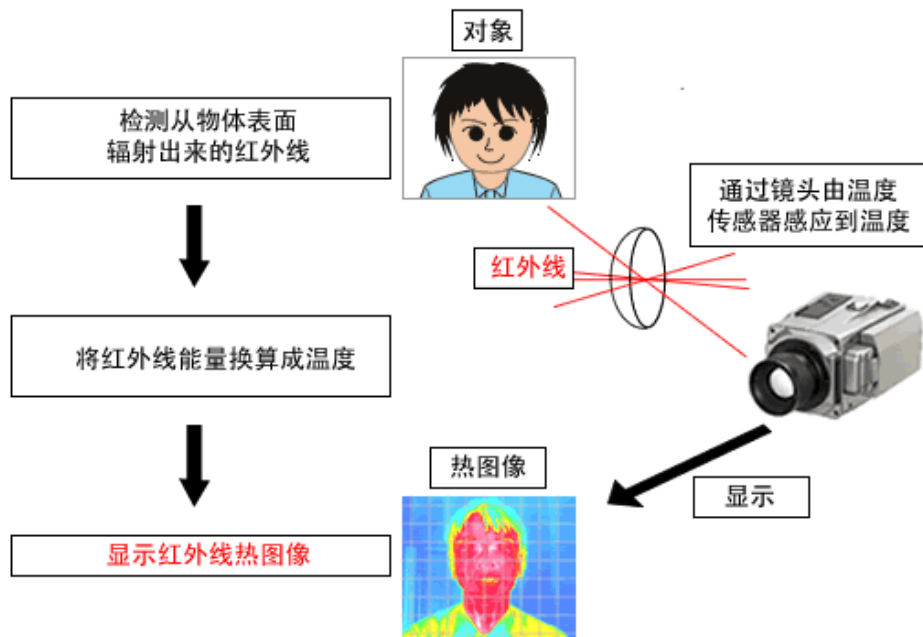 对象
检测从物体表面
辐射出来的红外线
通过镜头由温度
传感器感应到温度
红外线
将红外线能量换算成温度
热图像
显示
显示红外线热图像